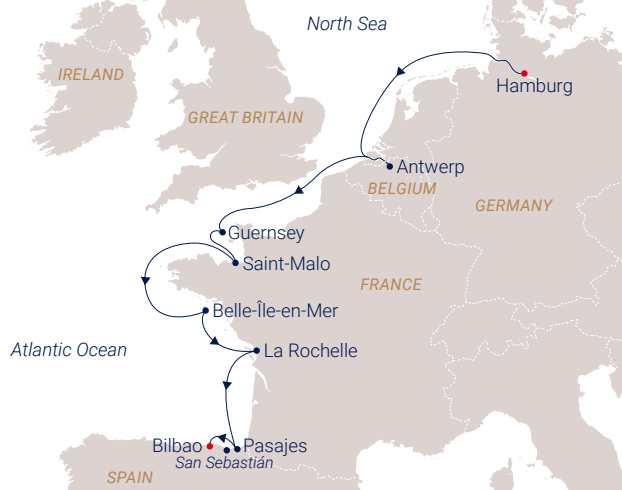 North Sea
IRELAND
Hamburg
GREAT BRITAIN
Antwerp
BELGIUM
GERMANY
Guernsey
Saint-Malo
FRANCE
Belle-Île-en-Mer
Atlantic Ocean
La Rochelle
Bilbao
Pasajes
San Sebastián
SPAIN